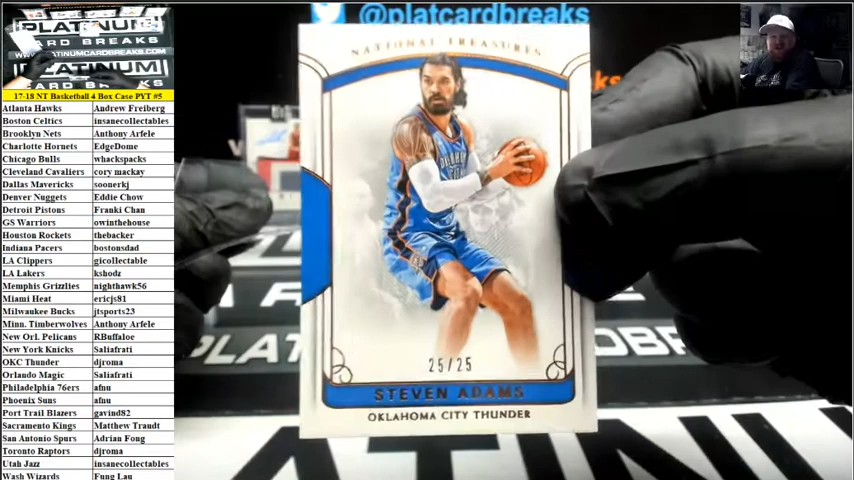 @platcardbreaks
PLATINUM
CARD BREAKS
WWW.PLATINUMCARDBREAKS.COM
PLATINUM
CARD BREAKS
17-18 NT Basketball 4 Box Case PYT #5
Atlanta Hawks Andrew Freiberg
Boston Celtics insanecollectables
Brooklyn Nets Anthony Arfele
Charlotte Hornets EdgeDome
Chicago Bulls whackspacks
Cleveland Cavaliers cory mackay
Dallas Mavericks soonerkj
Denver Nuggets Eddie Chow
Detroit Pistons Franki Chan
GS Warriors owinthehouse
Houston Rockets thebacker
Indiana Pacers bostonsdad
LA Clippers gicollectable
LA Lakers kshodz
Memphis Grizzlies nighthawk56
Miami Heat ericjs81
Milwaukee Bucks jtsports23
Minn. Timberwolves Anthony Arfele
New Orl. Pelicans RBuffaloe
New York Knicks Saliafrati
OKC Thunder djroma
Orlando Magic Saliafrati
Philadelphia 76ers afnu
Phoenix Suns afnu
Port Trail Blazers gavind82
Sacramento Kings Matthew Traudt
San Antonio Spurs Adrian Fong
Toronto Raptors djroma
Utah Jazz insanecollectables
Wash Wizards Fung Lau
NATIONAL TREASURES
25/25
STEVEN ADAMS
OKLAHOMA CITY THUNDER